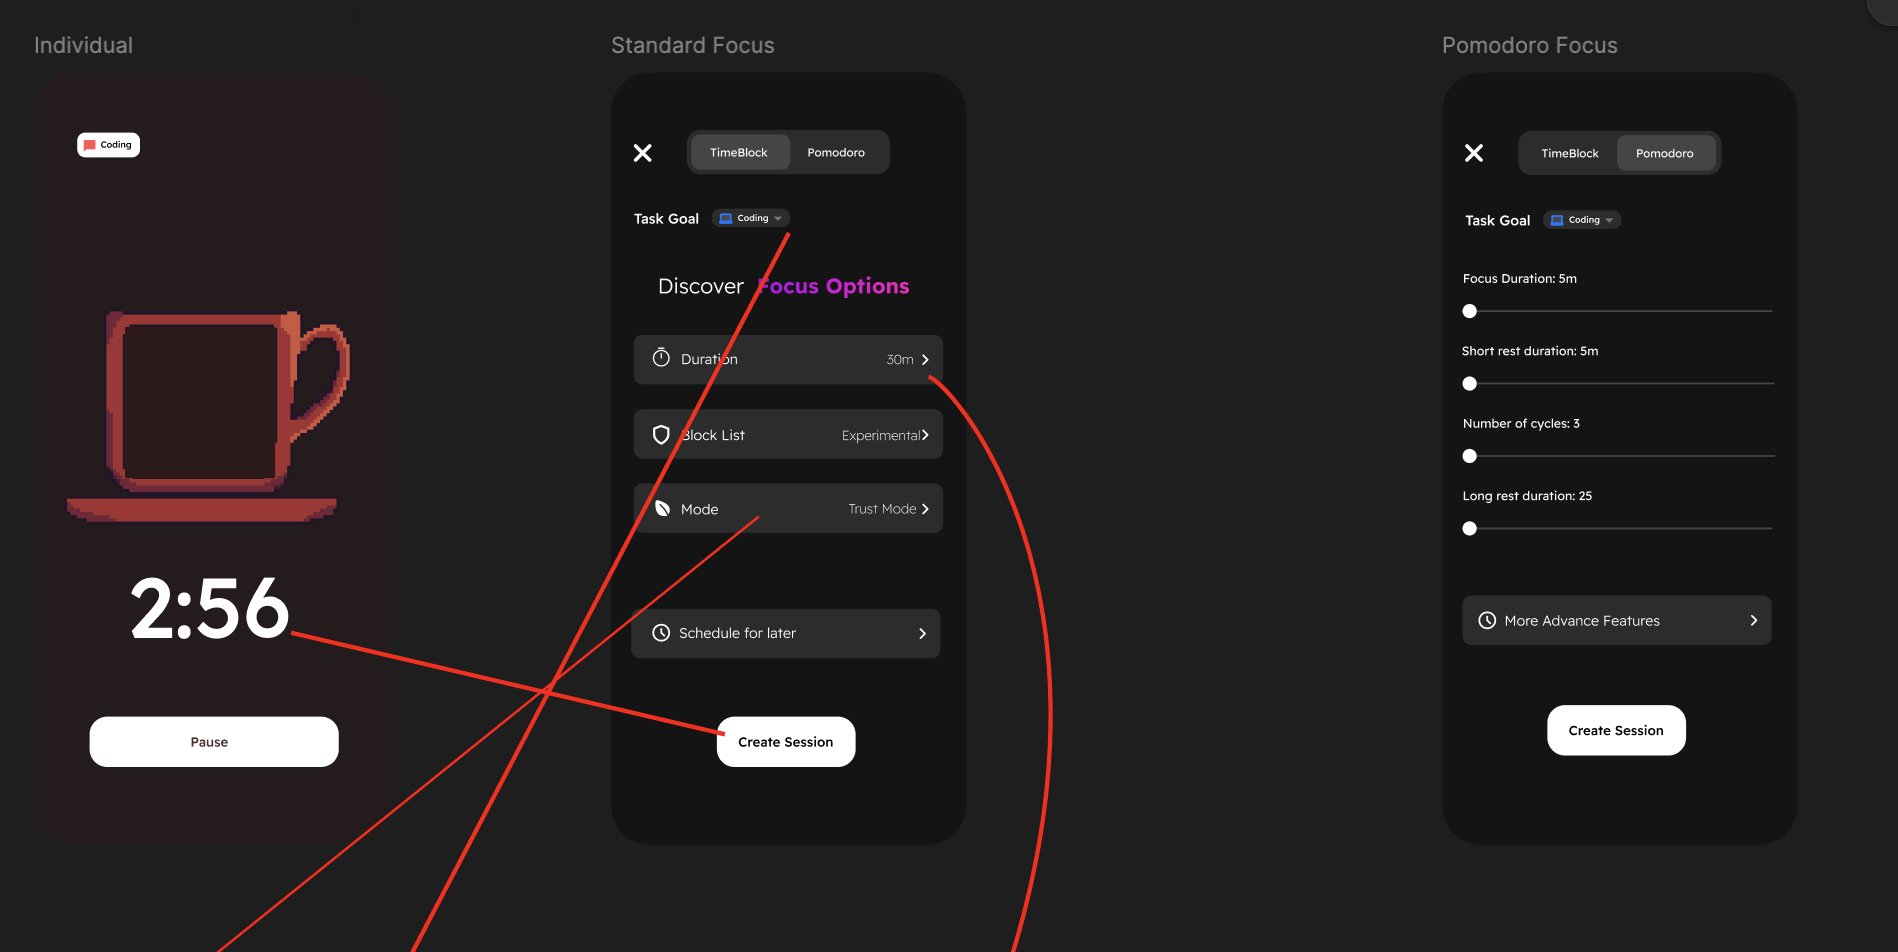 Individual
Coding
2:56
Pause
Standard Focus
TimeBlock Pomodoro
Task Goal Coding
Discover Focus Options
Duration 30m
Block List Experimental
Mode Trust Mode
Schedule for later
Create Session
Pomodoro Focus
TimeBlock Pomodoro
Task Goal Coding
Focus Duration: 5m
Short rest duration: 5m
Number of cycles: 3
Long rest duration: 25
More Advance Features
Create Session